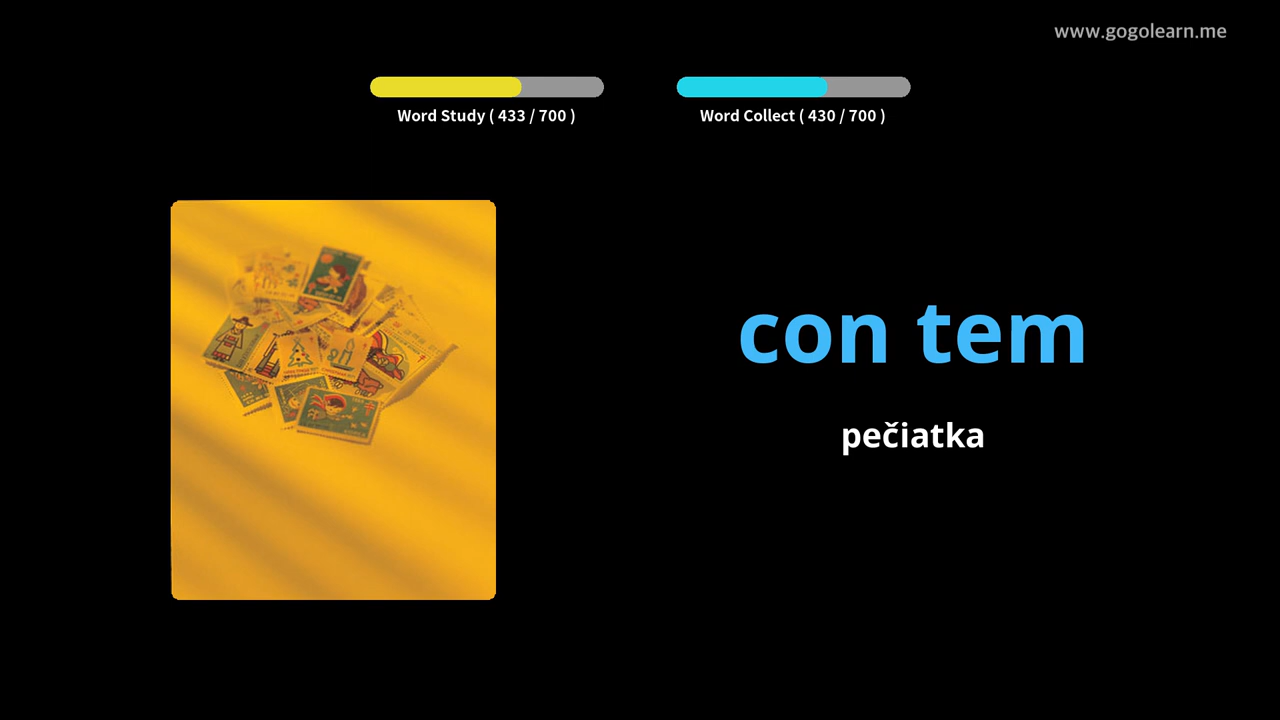 www.gogolearn.me
Word Study ( 433 / 700 )
Word Collect ( 430 / 700 )
con tem
pečiatka